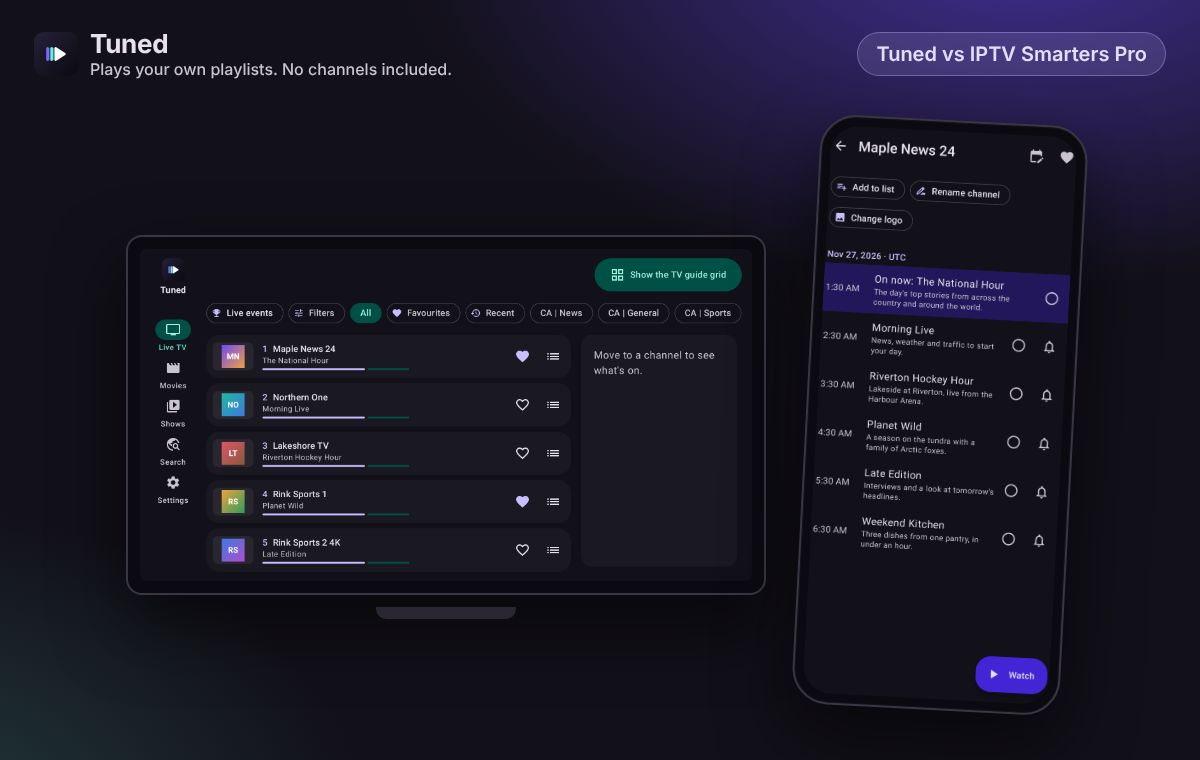 Tuned
Plays your own playlists. No channels included.
Tuned vs IPTV Smarters Pro
Tuned
Show the TV guide grid
Live events
Filters
All
Favourites
Recent
CA | News
CA | General
CA | Sports
Live TV
Movies
Shows
Search
Settings
MN
1 Maple News 24
The National Hour
NO
2 Northern One
Morning Live
LT
3 Lakeshore TV
Riverton Hockey Hour
RS
4 Rink Sports 1
Planet Wild
RS
5 Rink Sports 2 4K
Late Edition
Move to a channel to see
what's on.
Maple News 24
Add to list
Rename channel
Change logo
Nov 27, 2026 · UTC
1:30 AM
On now: The National Hour
The day's top stories from across the
country and around the world.
2:30 AM
Morning Live
News, weather and traffic to start
your day.
3:30 AM
Riverton Hockey Hour
Lakeside at Riverton, live from the
Harbour Arena.
4:30 AM
Planet Wild
A season on the tundra with a
family of Arctic foxes.
5:30 AM
Late Edition
Interviews and a look at tomorrow's
headlines.
6:30 AM
Weekend Kitchen
Three dishes from one pantry, in
under an hour.
Watch